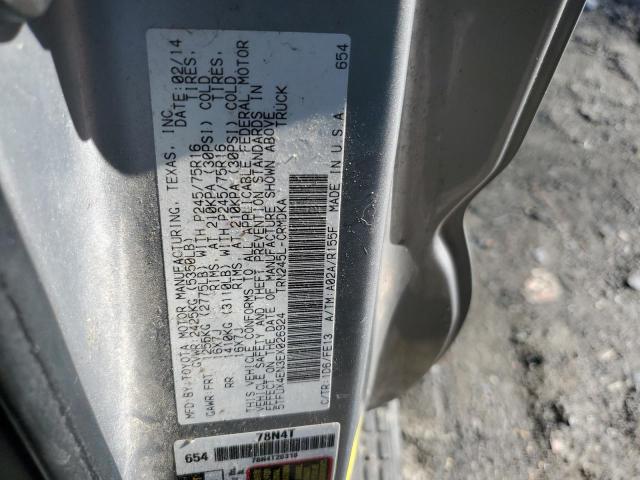 MFD BY: TOYOTA MOTOR MANUFACTURING, TEXAS, INC. DATE: 02/14
GVWR 2425KG (5350LB)
GAWR FRT 1255KG (2775LB) WITH P245/75R16 TIRES,
16X7J RIMS, AT 210KPA (30PSI) COLD
RR 1410KG (3110LB) WITH P245/75R16 TIRES,
16X7J RIMS, AT 210KPA (30PSI) COLD
THIS VEHICLE CONFORMS TO ALL APPLICABLE FEDERAL MOTOR
VEHICLE SAFETY AND THEFT PREVENTION STANDARDS IN
EFFECT ON THE DATE OF MANUFACTURE SHOWN ABOVE.
5TFDX4EN3EX026924 TRUCK
TRN245L-CRMDKA 654
C/TR:1D6/FE13 A/TM:A02A/R155F MADE IN U.S.A
654 78N4T